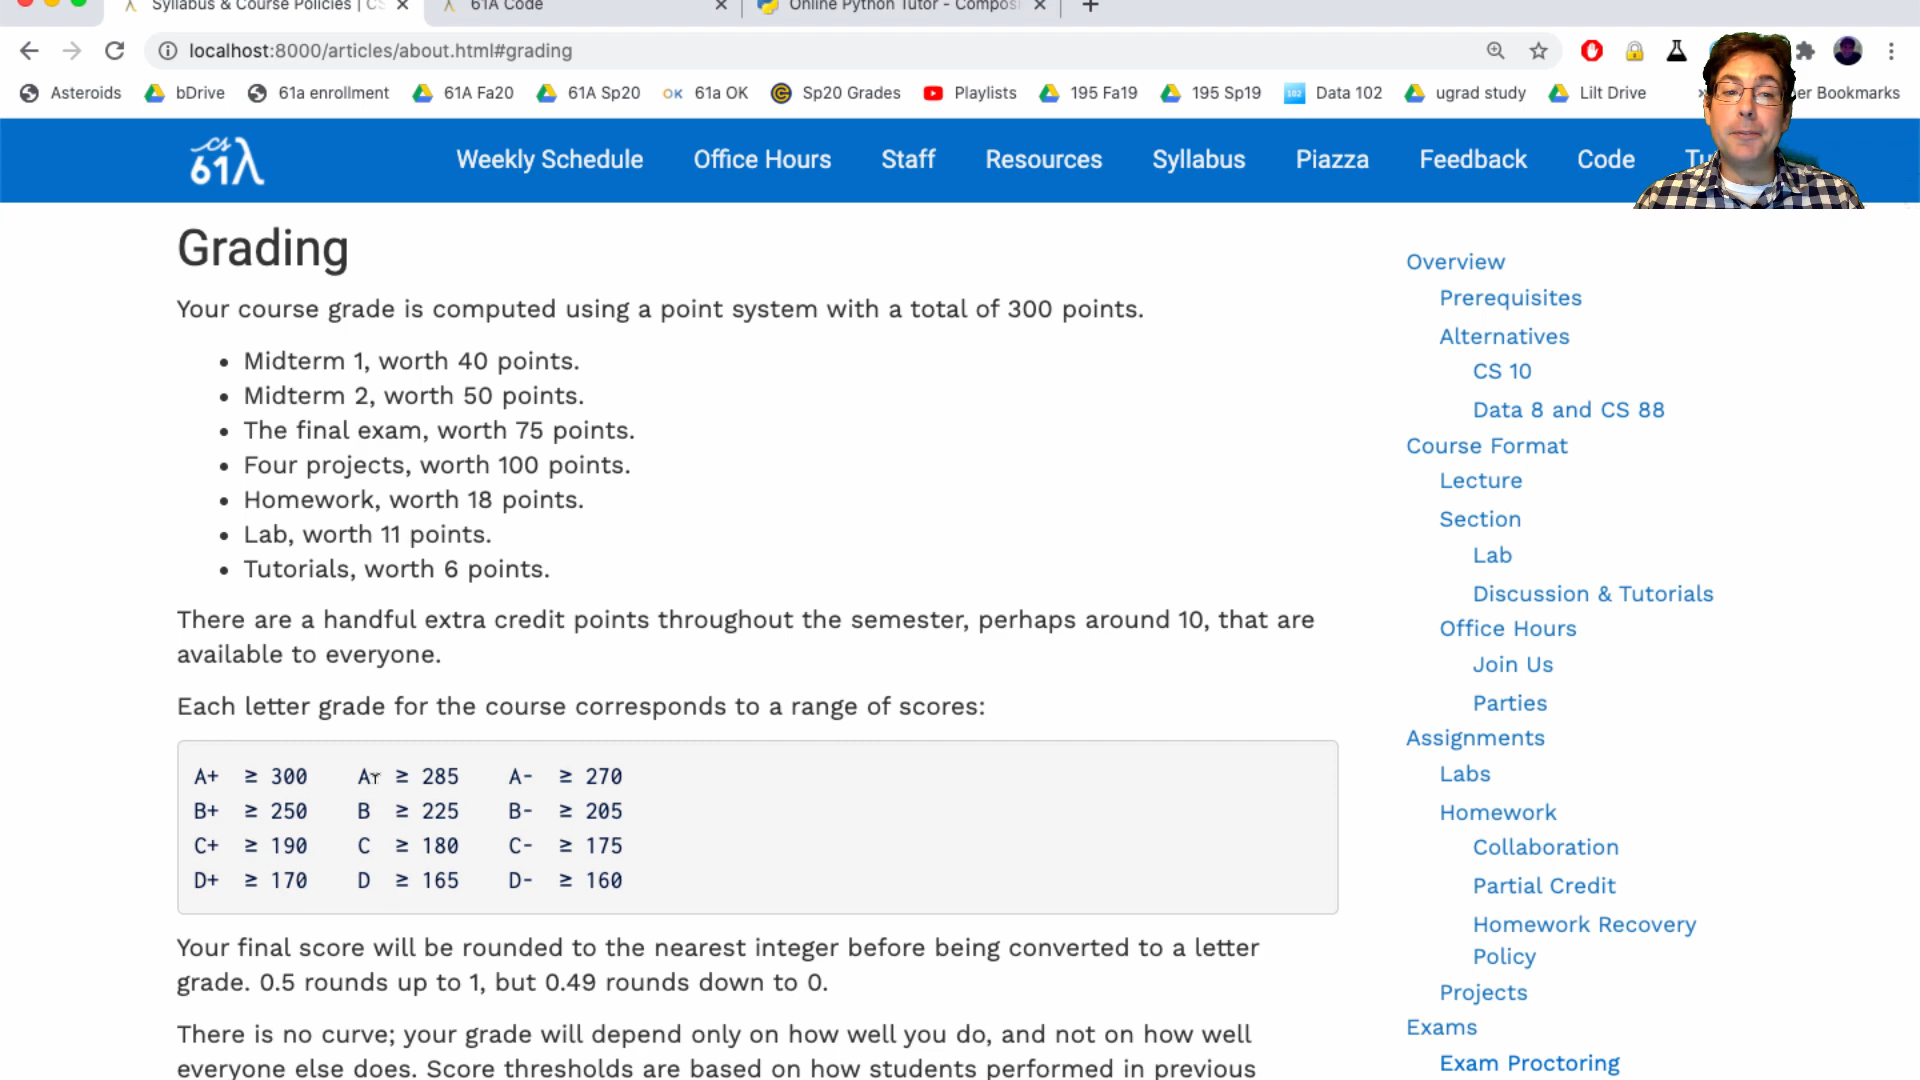 Syllabus & Course Policies | CS
61A Code
Online Python Tutor - Composi
localhost:8000/articles/about.html#grading
Asteroids bDrive 61a enrollment 61A Fa20 61A Sp20 OK 61a OK Sp20 Grades Playlists 195 Fa19 195 Sp19 102 Data 102 ugrad study Lilt Drive » er Bookmarks
cs
61λ
Weekly Schedule Office Hours Staff Resources Syllabus Piazza Feedback Code Tu
Grading
Your course grade is computed using a point system with a total of 300 points.
• Midterm 1, worth 40 points.
• Midterm 2, worth 50 points.
• The final exam, worth 75 points.
• Four projects, worth 100 points.
• Homework, worth 18 points.
• Lab, worth 11 points.
• Tutorials, worth 6 points.
There are a handful extra credit points throughout the semester, perhaps around 10, that are
available to everyone.
Each letter grade for the course corresponds to a range of scores:
A+ ≥ 300 A ≥ 285 A- ≥ 270
B+ ≥ 250 B ≥ 225 B- ≥ 205
C+ ≥ 190 C ≥ 180 C- ≥ 175
D+ ≥ 170 D ≥ 165 D- ≥ 160
Your final score will be rounded to the nearest integer before being converted to a letter
grade. 0.5 rounds up to 1, but 0.49 rounds down to 0.
There is no curve; your grade will depend only on how well you do, and not on how well
everyone else does. Score thresholds are based on how students performed in previous
Overview
Prerequisites
Alternatives
CS 10
Data 8 and CS 88
Course Format
Lecture
Section
Lab
Discussion & Tutorials
Office Hours
Join Us
Parties
Assignments
Labs
Homework
Collaboration
Partial Credit
Homework Recovery
Policy
Projects
Exams
Exam Proctoring